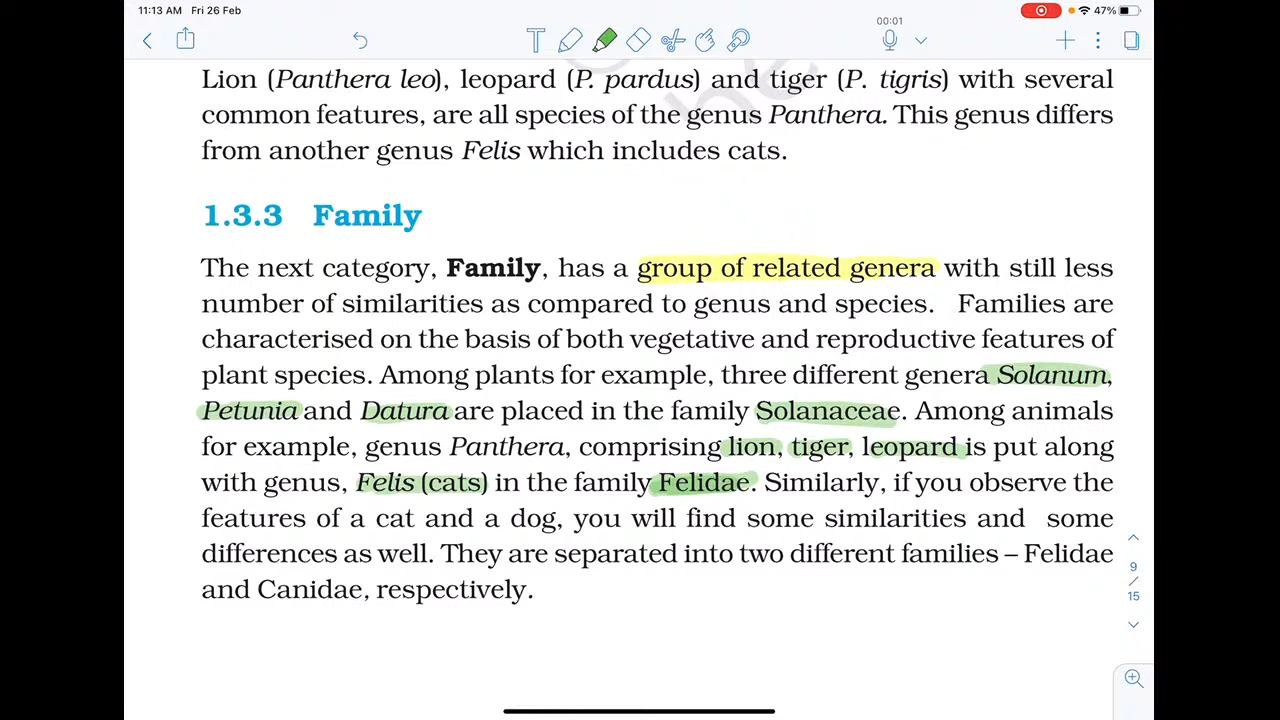 11:13 AM Fri 26 Feb
47%
00:01
Lion (Panthera leo), leopard (P. pardus) and tiger (P. tigris) with several
common features, are all species of the genus Panthera. This genus differs
from another genus Felis which includes cats.
1.3.3 Family
The next category, Family, has a group of related genera with still less
number of similarities as compared to genus and species. Families are
characterised on the basis of both vegetative and reproductive features of
plant species. Among plants for example, three different genera Solanum,
Petunia and Datura are placed in the family Solanaceae. Among animals
for example, genus Panthera, comprising lion, tiger, leopard is put along
with genus, Felis (cats) in the family Felidae. Similarly, if you observe the
features of a cat and a dog, you will find some similarities and some
differences as well. They are separated into two different families – Felidae
and Canidae, respectively.
9
/
15